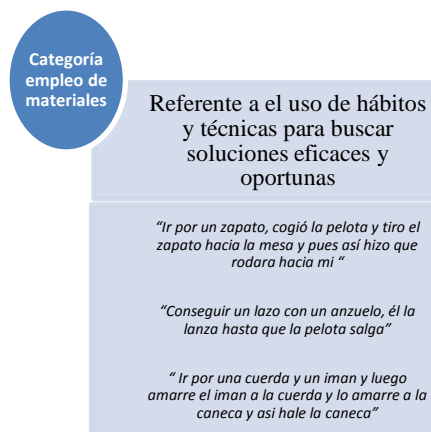 Categoría
empleo de
materiales
Referente a el uso de hábitos
y técnicas para buscar
soluciones eficaces y
oportunas
“Ir por un zapato, cogió la pelota y tiro el
zapato hacia la mesa y pues así hizo que
rodara hacia mi “
“Conseguir un lazo con un anzuelo, él la
lanza hasta que la pelota salga”
“ Ir por una cuerda y un iman y luego
amarre el iman a la cuerda y lo amarre a la
caneca y asi hale la caneca”